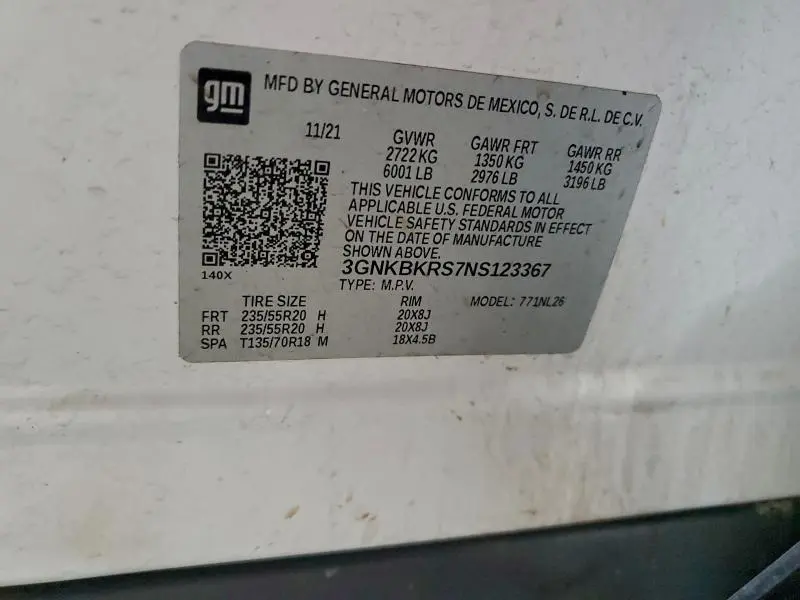 gm
MFD BY GENERAL MOTORS DE MEXICO, S. DE R.L. DE C.V.
11/21 GVWR GAWR FRT GAWR RR
2722 KG 1350 KG 1450 KG
6001 LB 2976 LB 3196 LB
THIS VEHICLE CONFORMS TO ALL
APPLICABLE U.S. FEDERAL MOTOR
VEHICLE SAFETY STANDARDS IN EFFECT
ON THE DATE OF MANUFACTURE
SHOWN ABOVE.
140X
3GNKBKRS7NS123367
TYPE: M.P.V. MODEL: 771NL26
TIRE SIZE RIM
FRT 235/55R20 H 20X8J
RR 235/55R20 H 20X8J
SPA T135/70R18 M 18X4.5B